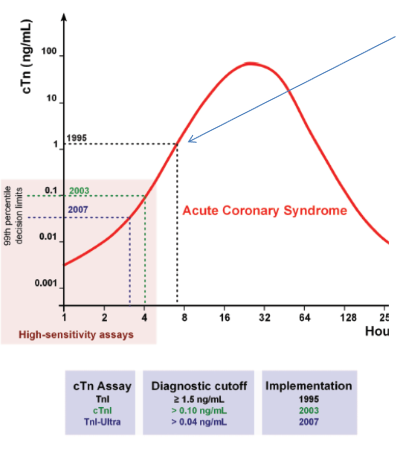 cTn (ng/mL)
100
10
1
0.1
0.01
0.001
1995
2003
2007
99th percentile
decision limits
Acute Coronary Syndrome
1 2 4 8 16 32 64 128 25
Hou
High-sensitivity assays
cTn Assay Diagnostic cutoff Implementation
TnI ≥ 1.5 ng/mL 1995
cTnI > 0.10 ng/mL 2003
TnI-Ultra > 0.04 ng/mL 2007